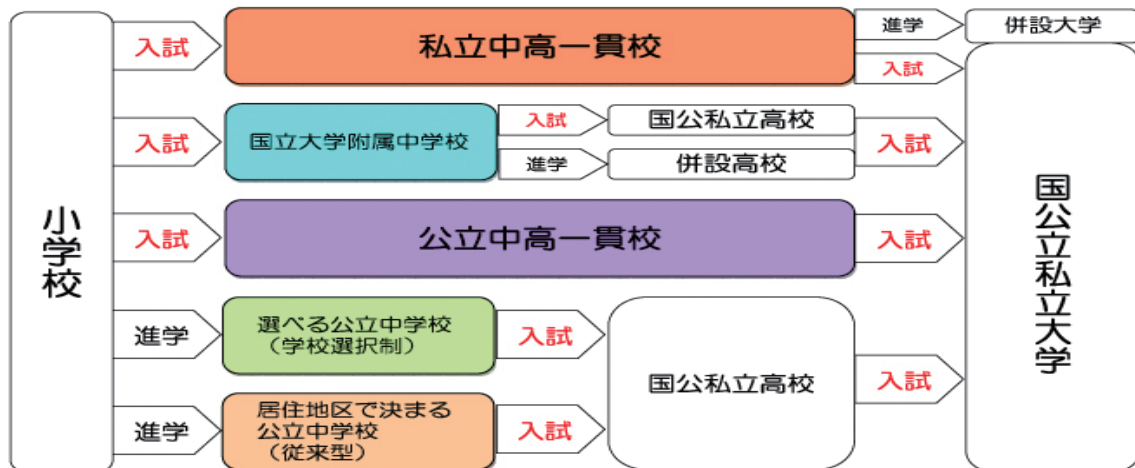 小学校
入試
私立中高一貫校
進学
併設大学
入試
入試
国立大学附属中学校
入試
国公私立高校
進学
併設高校
入試
入試
公立中高一貫校
入試
進学
選べる公立中学校
（学校選択制）
入試
進学
居住地区で決まる
公立中学校
（従来型）
入試
国公私立高校
入試
国公立私立大学